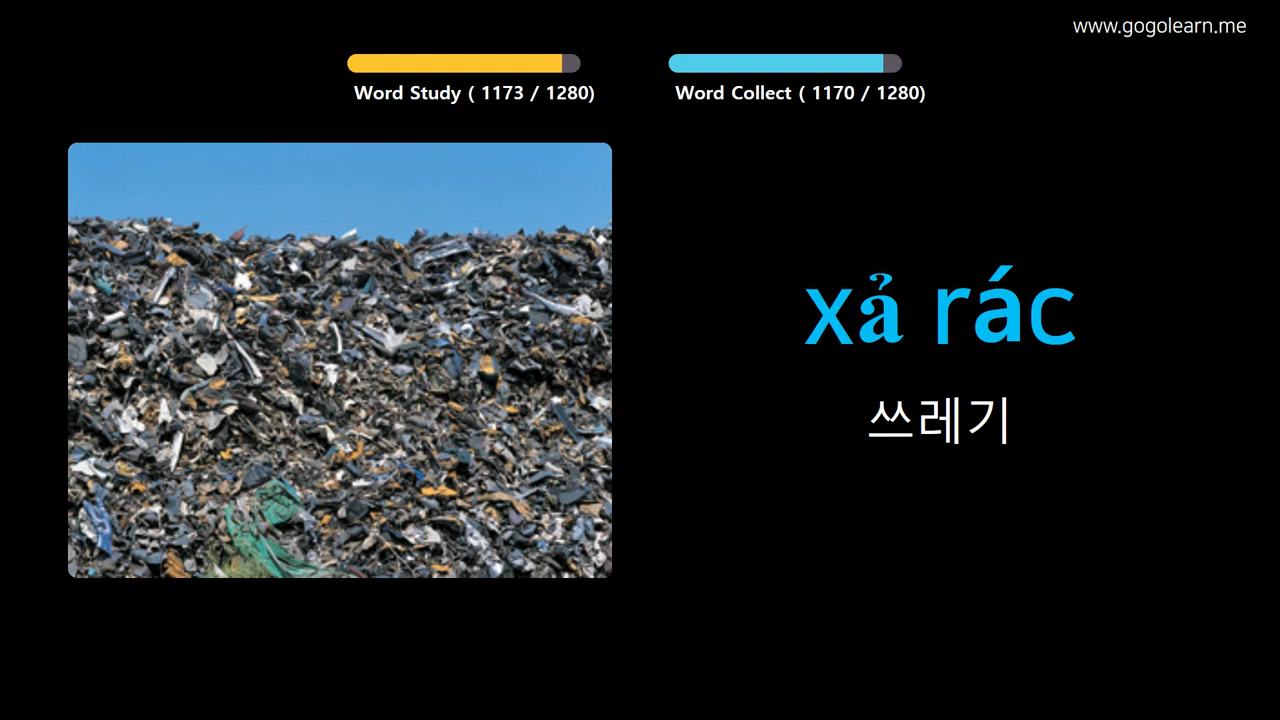 www.gogolearn.me
Word Study ( 1173 / 1280)
Word Collect ( 1170 / 1280)
xả rác
쓰레기